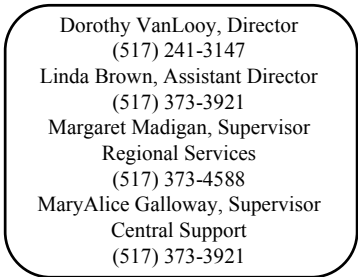 Dorothy VanLooy, Director
(517) 241-3147
Linda Brown, Assistant Director
(517) 373-3921
Margaret Madigan, Supervisor
Regional Services
(517) 373-4588
MaryAlice Galloway, Supervisor
Central Support
(517) 373-3921